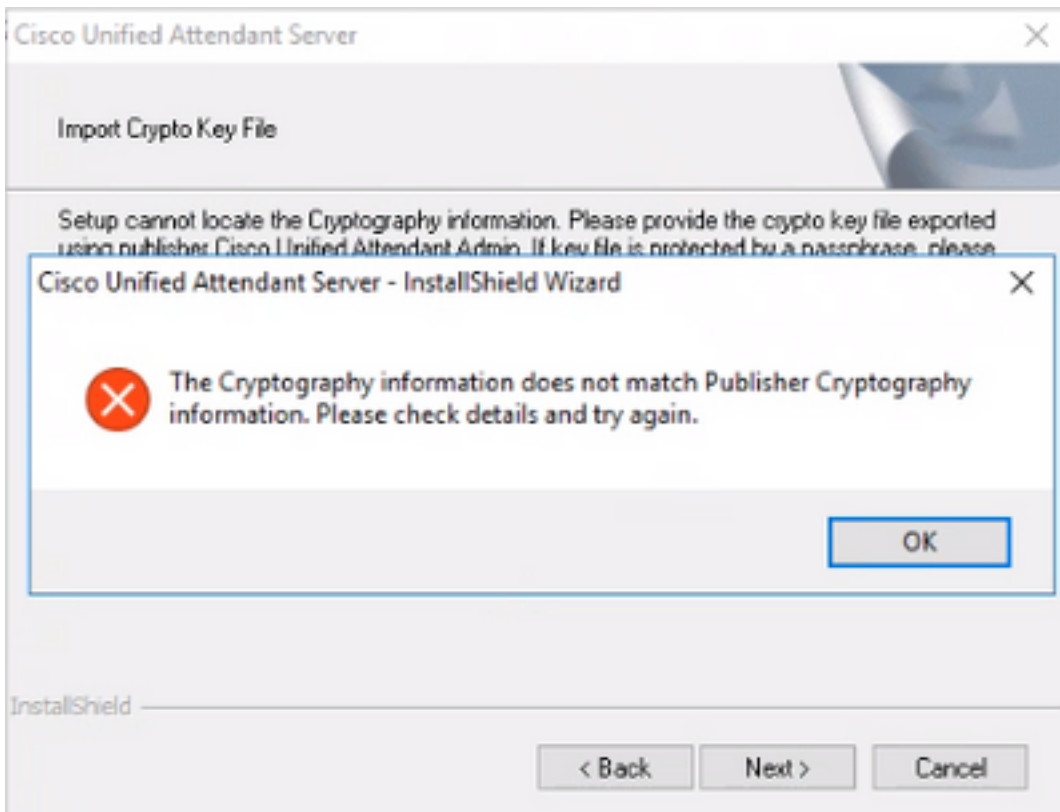 Cisco Unified Attendant Server
Import Crypto Key File
Setup cannot locate the Cryptography information. Please provide the crypto key file exported
using publisher Cisco Unified Attendant Admin. If key file is protected by a passphrase, please
Cisco Unified Attendant Server - InstallShield Wizard
The Cryptography information does not match Publisher Cryptography
information. Please check details and try again.
OK
InstallShield
< Back
Next >
Cancel